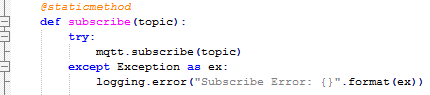 @staticmethod
def subscribe(topic):
try:
mqtt.subscribe(topic)
except Exception as ex:
logging.error("Subscribe Error: {}".format(ex))